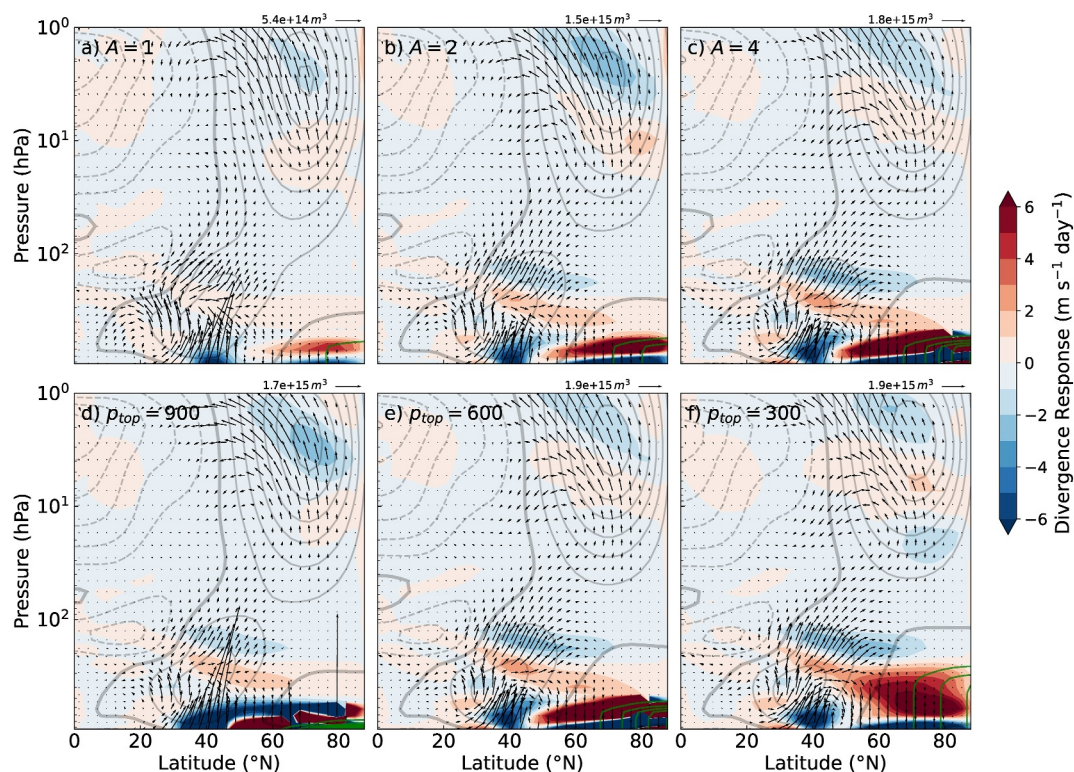 5.4e+14 m³
1.5e+15 m³
1.8e+15 m³
a) A = 1
b) A = 2
c) A = 4
10⁰
10¹
10²
Pressure (hPa)
1.7e+15 m³
1.9e+15 m³
1.9e+15 m³
d) p_top = 900
e) p_top = 600
f) p_top = 300
10⁰
10¹
10²
Pressure (hPa)
0 20 40 60 80
0 20 40 60 80
0 20 40 60 80
Latitude (°N)
Latitude (°N)
Latitude (°N)
6
4
2
0
−2
−4
−6
Divergence Response (m s⁻¹ day⁻¹)